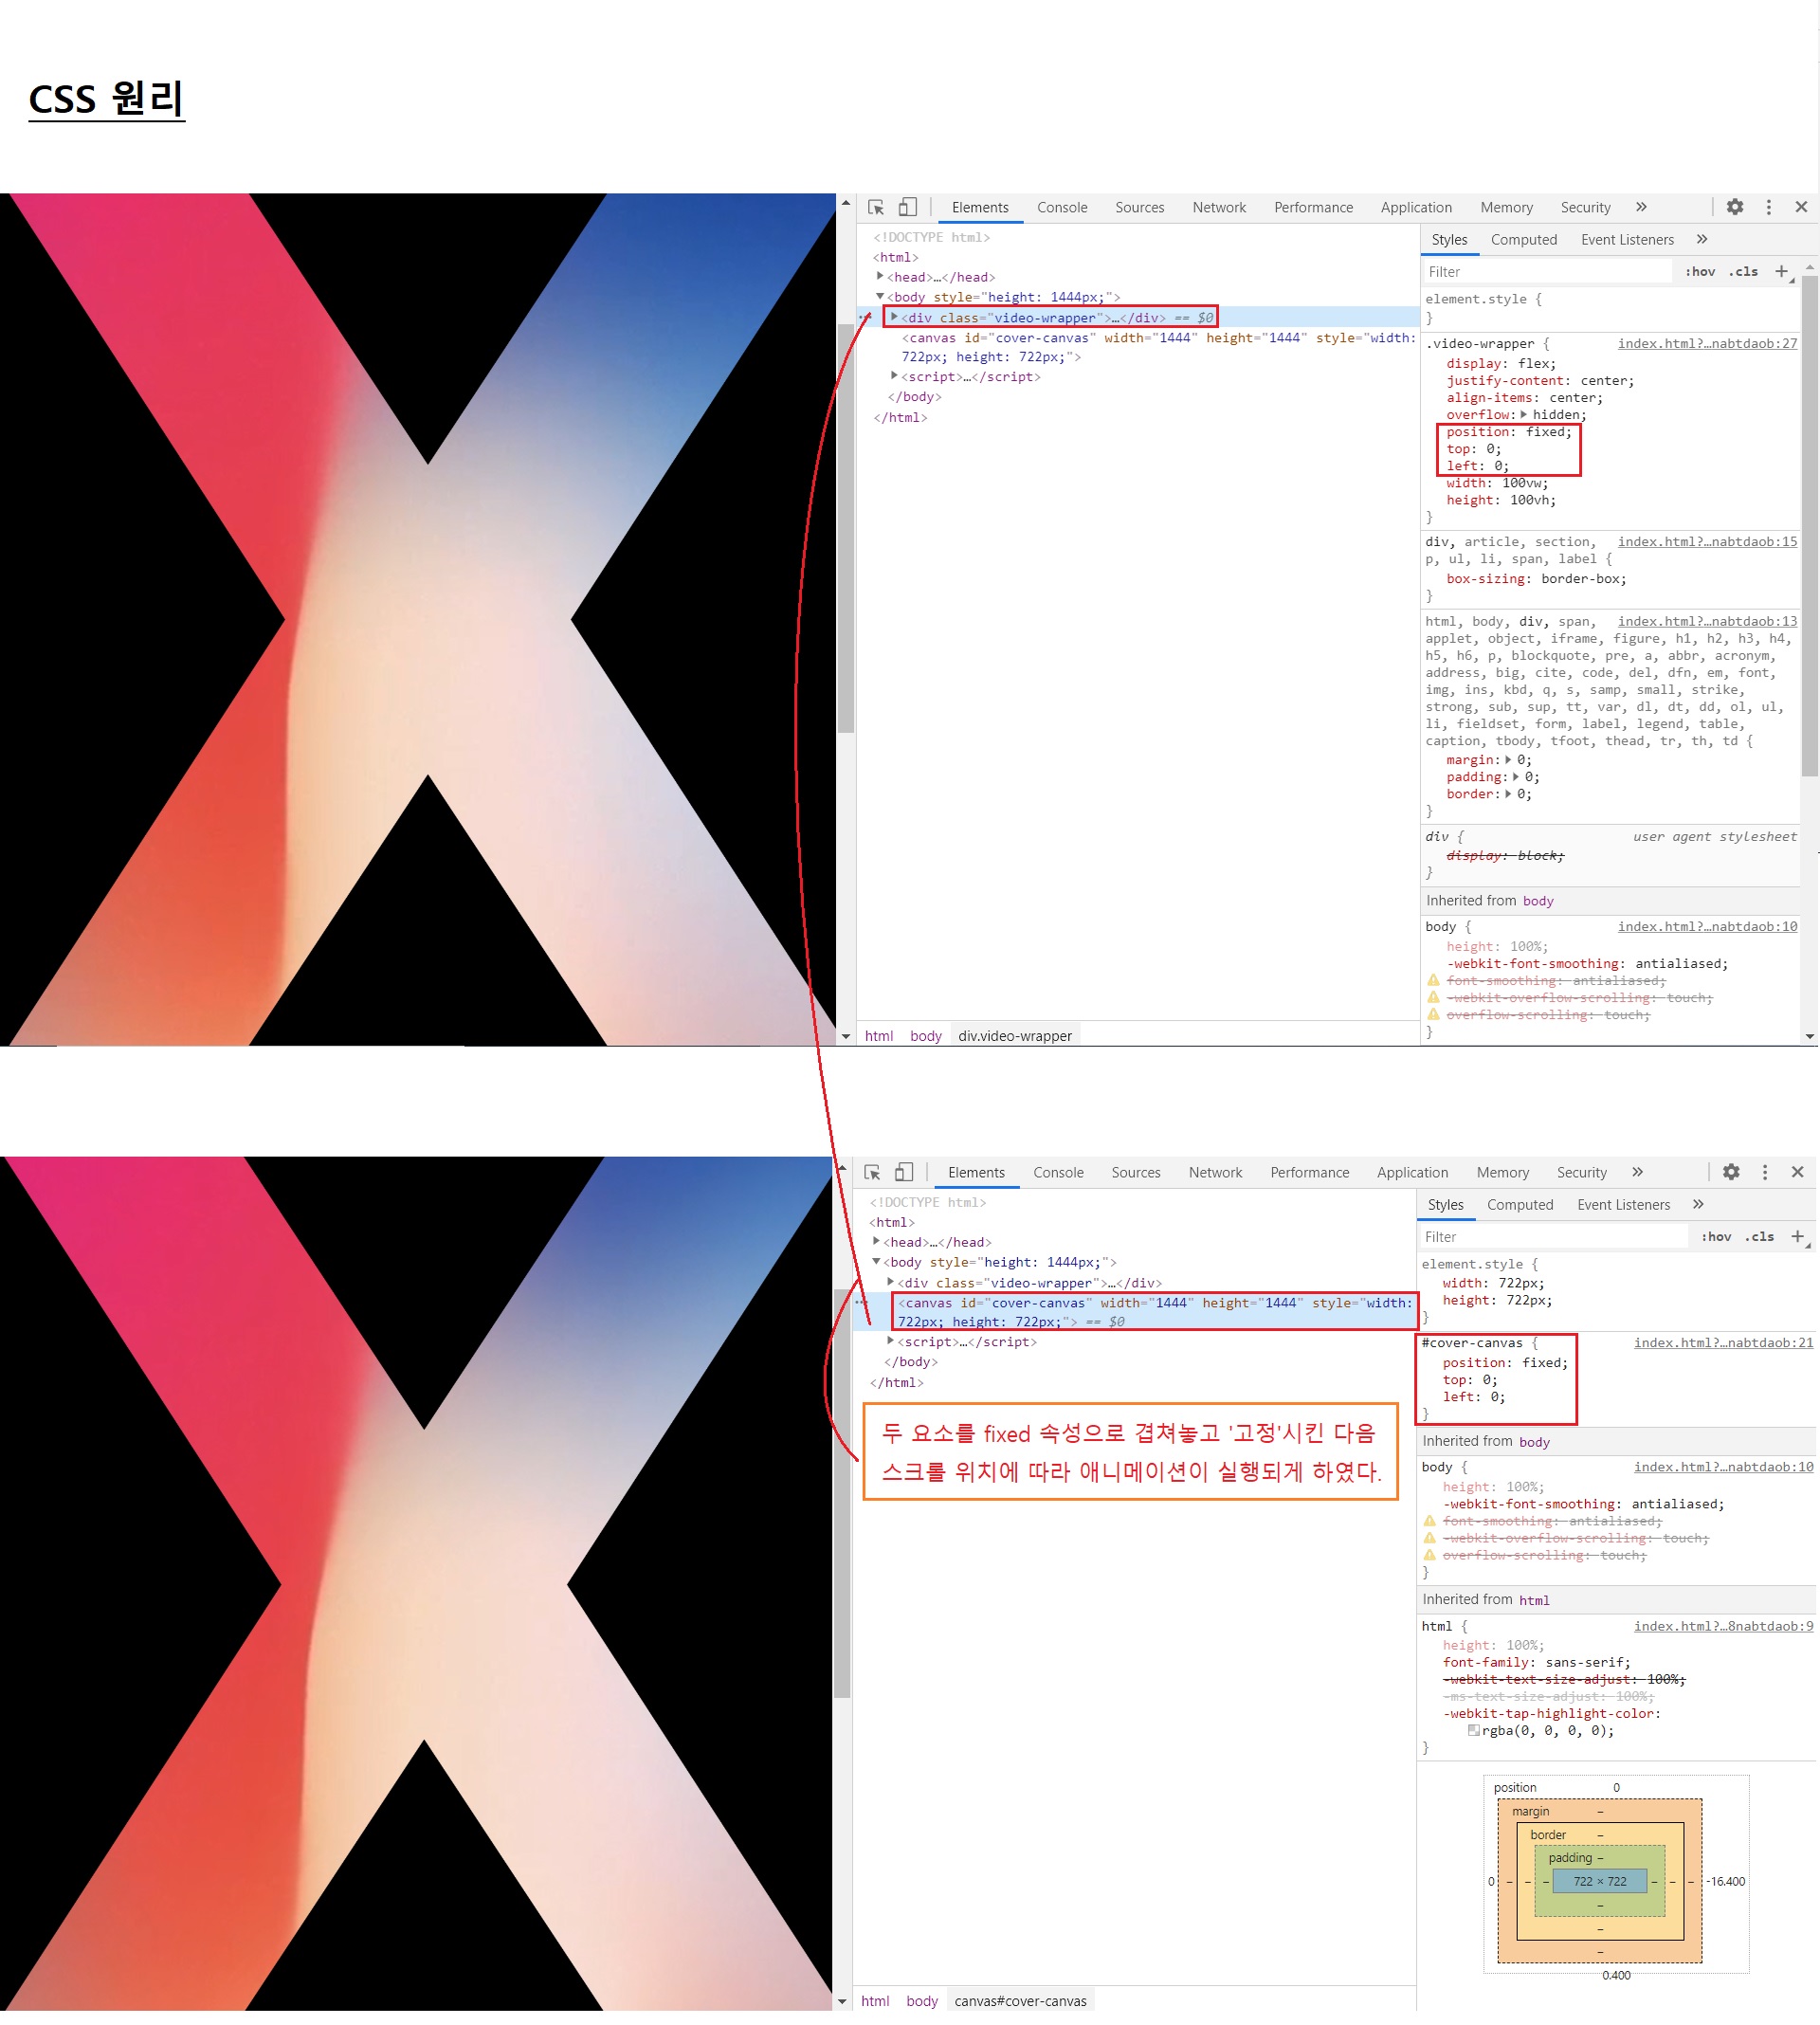 CSS 원리
Elements Console Sources Network Performance Application Memory Security »
<!DOCTYPE html>
<html>
▶<head>…</head>
▼<body style="height: 1444px;">
▶<div class="video-wrapper">…</div> == $0
<canvas id="cover-canvas" width="1444" height="1444" style="width:
722px; height: 722px;">
▶<script>…</script>
</body>
</html>
html body div.video-wrapper
Styles Computed Event Listeners »
Filter :hov .cls +
element.style {
}
.video-wrapper { index.html?…nabtdaob:27
display: flex;
justify-content: center;
align-items: center;
overflow:▶ hidden;
position: fixed;
top: 0;
left: 0;
width: 100vw;
height: 100vh;
}
div, article, section, index.html?…nabtdaob:15
p, ul, li, span, label {
box-sizing: border-box;
}
html, body, div, span, index.html?…nabtdaob:13
applet, object, iframe, figure, h1, h2, h3, h4,
h5, h6, p, blockquote, pre, a, abbr, acronym,
address, big, cite, code, del, dfn, em, font,
img, ins, kbd, q, s, samp, small, strike,
strong, sub, sup, tt, var, dl, dt, dd, ol, ul,
li, fieldset, form, label, legend, table,
caption, tbody, tfoot, thead, tr, th, td {
margin:▶ 0;
padding:▶ 0;
border:▶ 0;
}
div { user agent stylesheet
display: block;
}
Inherited from body
body { index.html?…nabtdaob:10
height: 100%;
-webkit-font-smoothing: antialiased;
font-smoothing: antialiased;
-webkit-overflow-scrolling: touch;
overflow-scrolling: touch;
}
Elements Console Sources Network Performance Application Memory Security »
<!DOCTYPE html>
<html>
▶<head>…</head>
▼<body style="height: 1444px;">
▶<div class="video-wrapper">…</div>
<canvas id="cover-canvas" width="1444" height="1444" style="width:
722px; height: 722px;"> == $0
▶<script>…</script>
</body>
</html>
두 요소를 fixed 속성으로 겹쳐놓고 '고정'시킨 다음
스크롤 위치에 따라 애니메이션이 실행되게 하였다.
html body canvas#cover-canvas
Styles Computed Event Listeners »
Filter :hov .cls +
element.style {
width: 722px;
height: 722px;
}
#cover-canvas { index.html?…nabtdaob:21
position: fixed;
top: 0;
left: 0;
}
Inherited from body
body { index.html?…nabtdaob:10
height: 100%;
-webkit-font-smoothing: antialiased;
font-smoothing: antialiased;
-webkit-overflow-scrolling: touch;
overflow-scrolling: touch;
}
Inherited from html
html { index.html?…8nabtdaob:9
height: 100%;
font-family: sans-serif;
-webkit-text-size-adjust: 100%;
-ms-text-size-adjust: 100%;
-webkit-tap-highlight-color:
rgba(0, 0, 0, 0);
}
position 0
margin –
border –
padding –
0 – – – 722 × 722 – – – -16.400
–
–
–
0.400